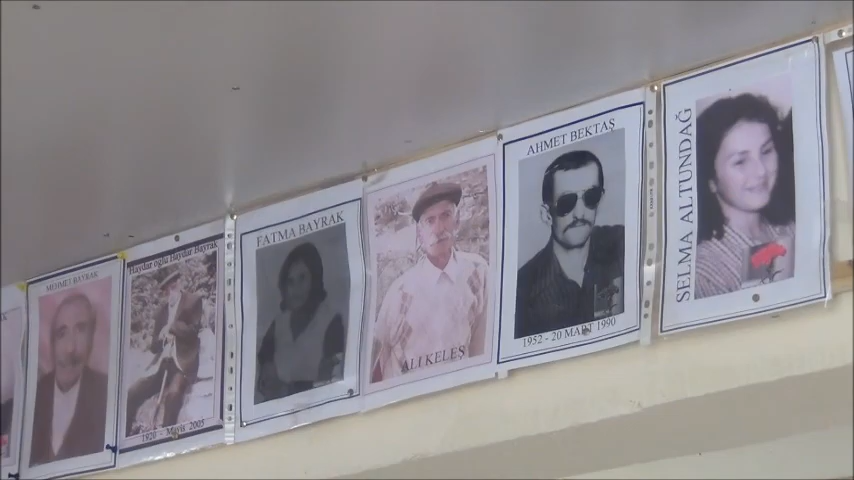 MEHMET BAYRAK
Haydar oğlu Haydar Bayrak
1920 - Mayis 2005
FATMA BAYRAK
ALİ KELEŞ
AHMET BEKTAŞ
1952 - 20 MART 1990
SELMA ALTUNDAĞ